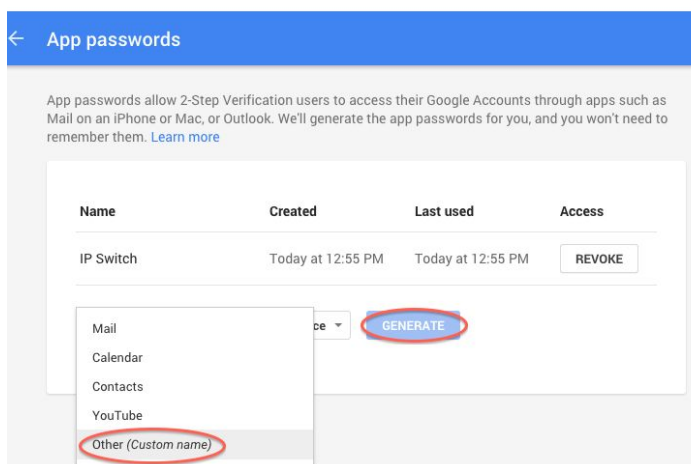 App passwords
App passwords allow 2-Step Verification users to access their Google Accounts through apps such as
Mail on an iPhone or Mac, or Outlook. We'll generate the app passwords for you, and you won't need to
remember them. Learn more
Name Created Last used Access
IP Switch Today at 12:55 PM Today at 12:55 PM REVOKE
Mail ce GENERATE
Calendar
Contacts
YouTube
Other (Custom name)